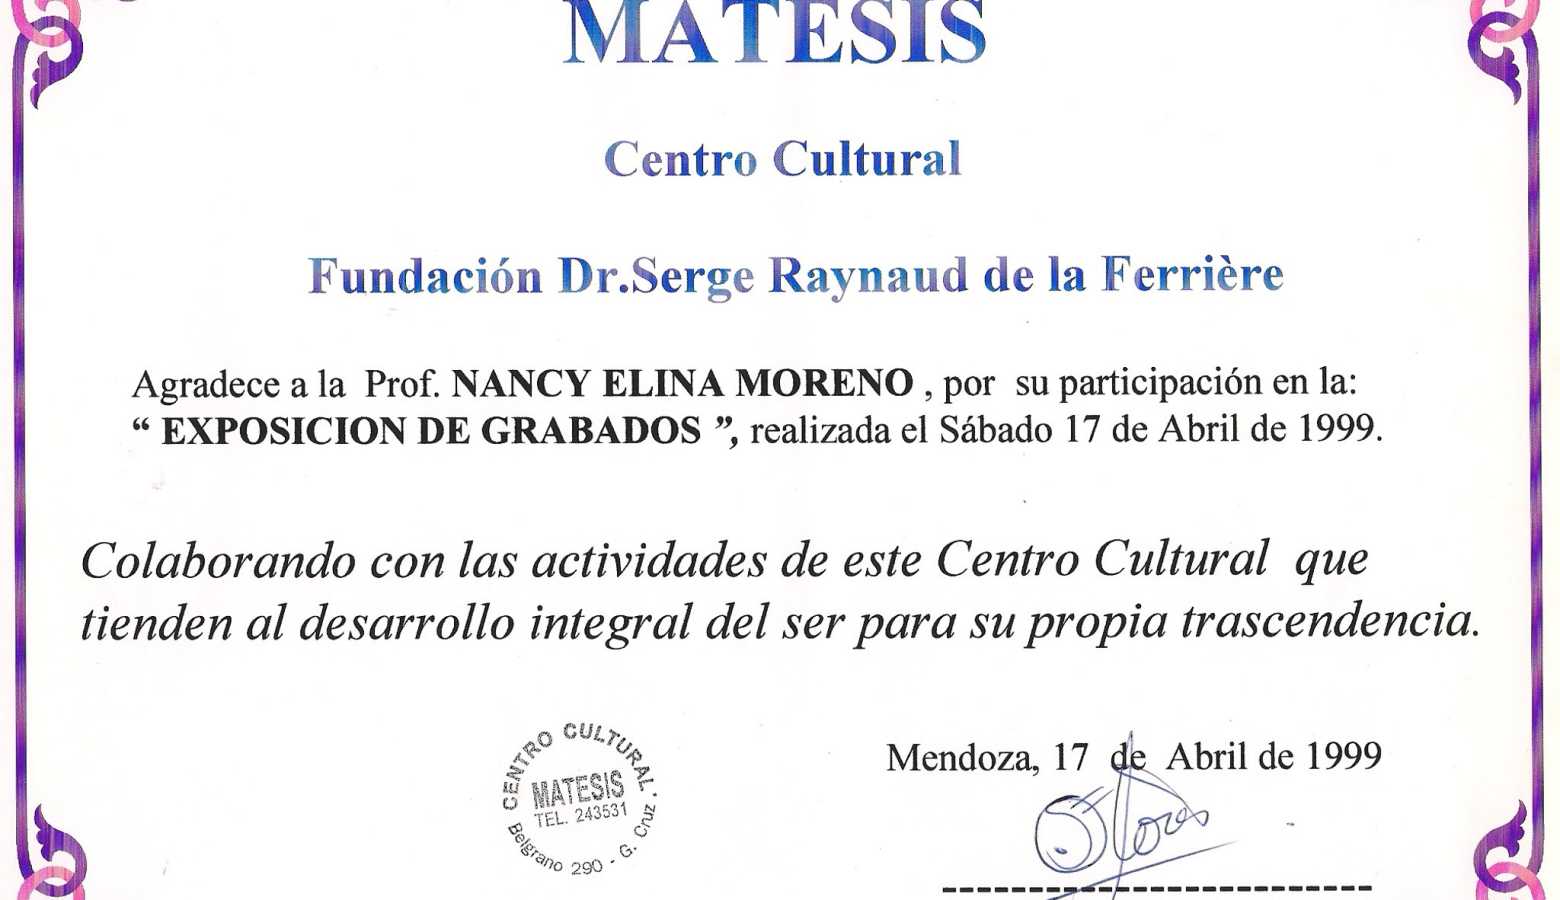 MATESIS
Centro Cultural
Fundación Dr.Serge Raynaud de la Ferrière
Agradece a la Prof. NANCY ELINA MORENO , por su participación en la:
“ EXPOSICION DE GRABADOS ”, realizada el Sábado 17 de Abril de 1999.
Colaborando con las actividades de este Centro Cultural que
tienden al desarrollo integral del ser para su propia trascendencia.
CENTRO CULTURAL
MATESIS
TEL. 243531
Belgrano 290 - G. Cruz
Mendoza, 17 de Abril de 1999